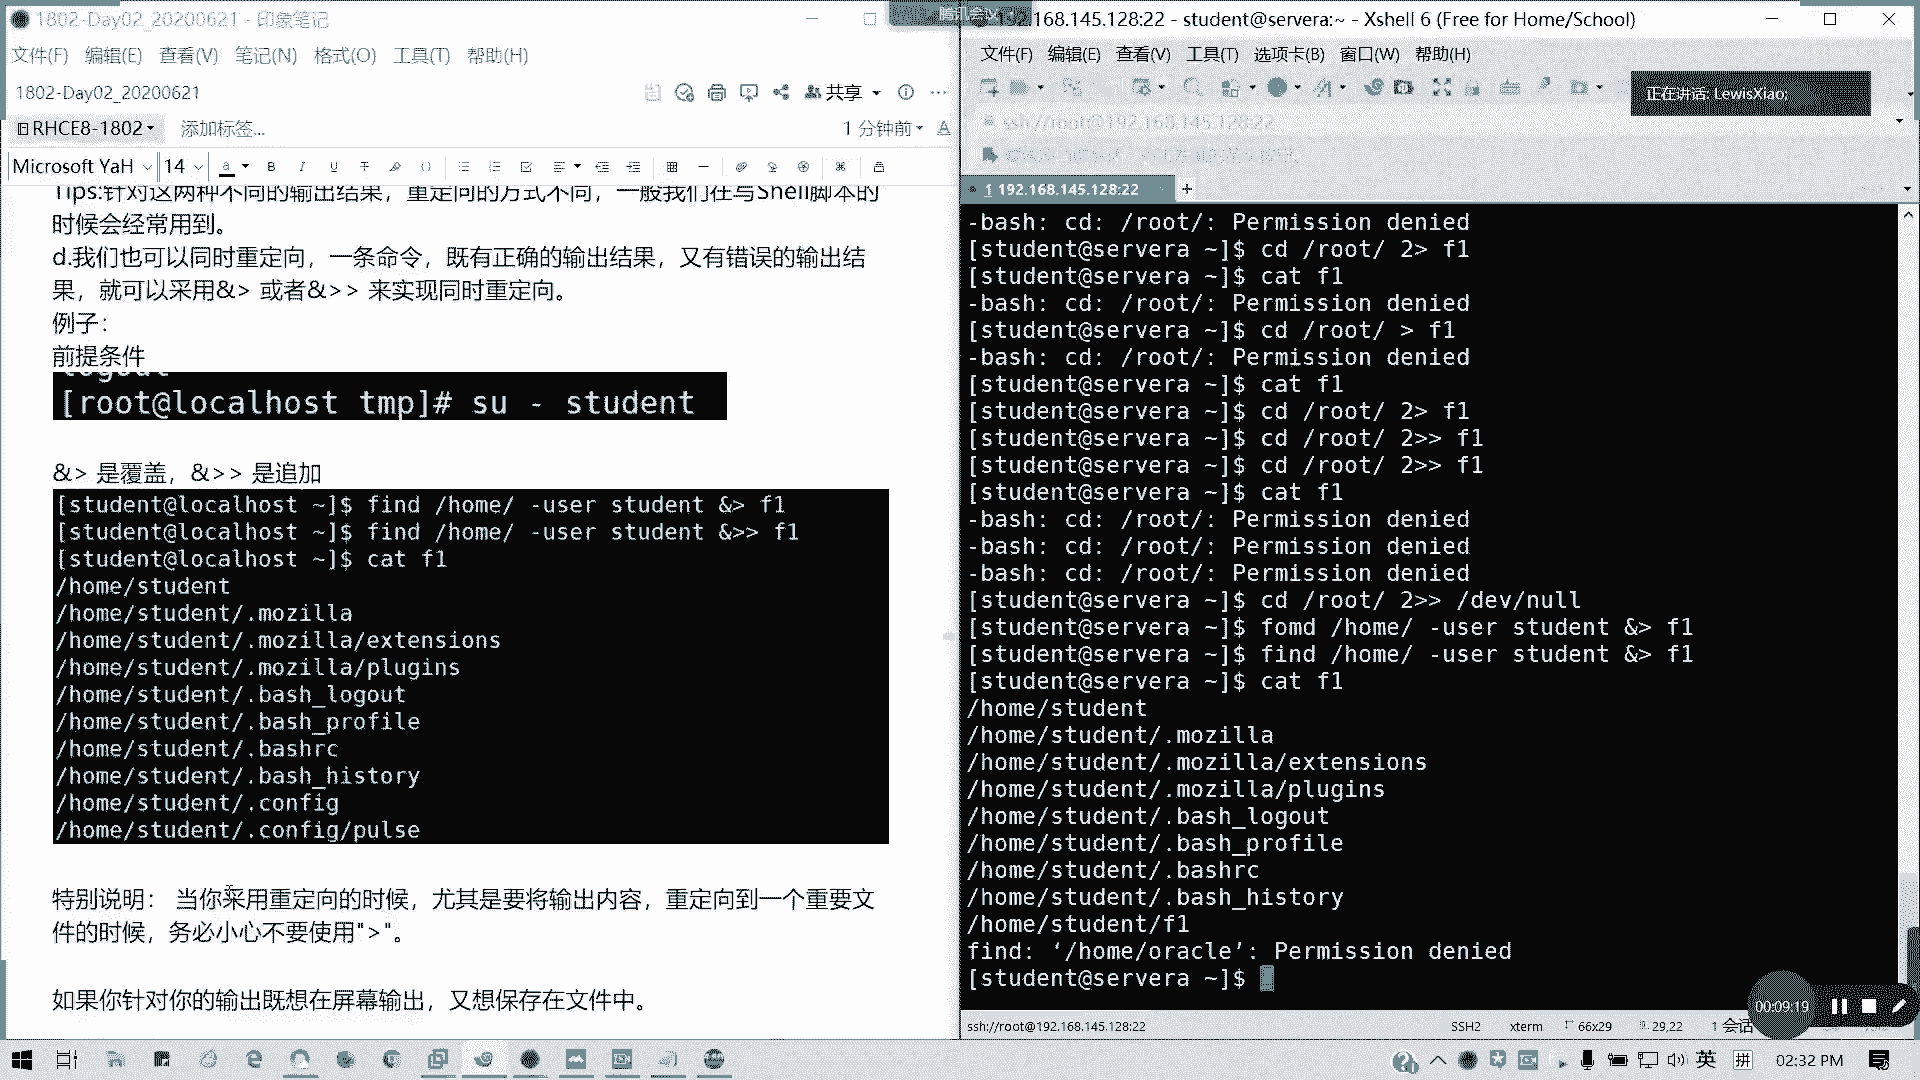 1802-Day02_20200621 - 印象笔记
文件(F) 编辑(E) 查看(V) 笔记(N) 格式(O) 工具(T) 帮助(H)
1802-Day02_20200621
共享
RHCE8-1802
添加标签...
1 分钟前
Microsoft YaH 14
Tips:针对这两种不同的输出结果，重定向的方式不同，一般我们在写Shell脚本的
时候会经常用到。
d.我们也可以同时重定向，一条命令，既有正确的输出结果，又有错误的输出结
果，就可以采用&> 或者&>> 来实现同时重定向。
例子：
前提条件
logout
[root@localhost tmp]# su - student
&> 是覆盖，&>> 是追加
[student@localhost ~]$ find /home/ -user student &> f1
[student@localhost ~]$ find /home/ -user student &>> f1
[student@localhost ~]$ cat f1
/home/student
/home/student/.mozilla
/home/student/.mozilla/extensions
/home/student/.mozilla/plugins
/home/student/.bash_logout
/home/student/.bash_profile
/home/student/.bashrc
/home/student/.bash_history
/home/student/.config
/home/student/.config/pulse
特别说明： 当你采用重定向的时候，尤其是要将输出内容，重定向到一个重要文
件的时候，务必小心不要使用">"。
如果你针对你的输出既想在屏幕输出，又想保存在文件中。
腾讯会议
192.168.145.128:22 - student@servera:~ - Xshell 6 (Free for Home/School)
文件(F) 编辑(E) 查看(V) 工具(T) 选项卡(B) 窗口(W) 帮助(H)
正在讲话: LewisXiao;
ssh://root@192.168.145.128:22
1 192.168.145.128:22
-bash: cd: /root/: Permission denied
[student@servera ~]$ cd /root/ 2> f1
[student@servera ~]$ cat f1
-bash: cd: /root/: Permission denied
[student@servera ~]$ cd /root/ > f1
-bash: cd: /root/: Permission denied
[student@servera ~]$ cat f1
[student@servera ~]$ cd /root/ 2> f1
[student@servera ~]$ cd /root/ 2>> f1
[student@servera ~]$ cd /root/ 2>> f1
[student@servera ~]$ cat f1
-bash: cd: /root/: Permission denied
-bash: cd: /root/: Permission denied
-bash: cd: /root/: Permission denied
[student@servera ~]$ cd /root/ 2>> /dev/null
[student@servera ~]$ fomd /home/ -user student &> f1
[student@servera ~]$ find /home/ -user student &> f1
[student@servera ~]$ cat f1
/home/student
/home/student/.mozilla
/home/student/.mozilla/extensions
/home/student/.mozilla/plugins
/home/student/.bash_logout
/home/student/.bash_profile
/home/student/.bashrc
/home/student/.bash_history
/home/student/f1
find: ‘/home/oracle’: Permission denied
[student@servera ~]$
00:09:19
ssh://root@192.168.145.128:22 SSH2 xterm 66x29 29,22 1 会话
英 拼 02:32 PM